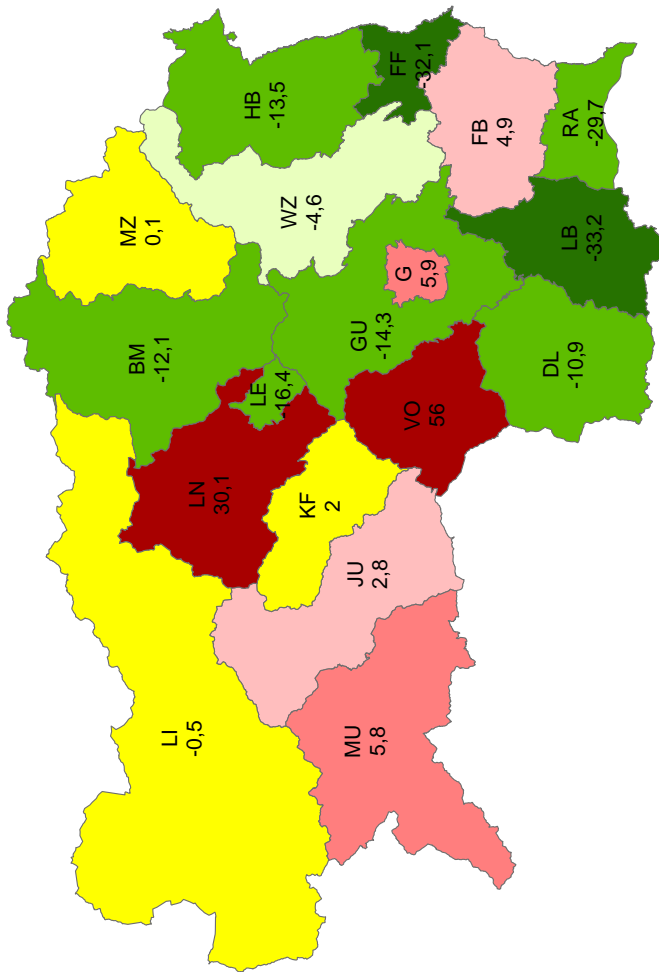 BM
-12,1
MZ
0,1
LI
-0,5
LN
30,1
LE
-16,4
HB
-13,5
KF
2
WZ
-4,6
MU
5,8
JU
2,8
GU
-14,3
VO
56
G
5,9
FF
-32,1
FB
4,9
DL
-10,9
LB
-33,2
RA
-29,7